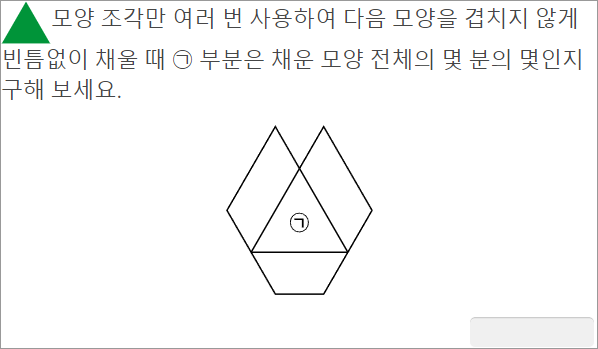 모양 조각만 여러 번 사용하여 다음 모양을 겹치지 않게
빈틈없이 채울 때 ㉠ 부분은 채운 모양 전체의 몇 분의 몇인지
구해 보세요.
㉠